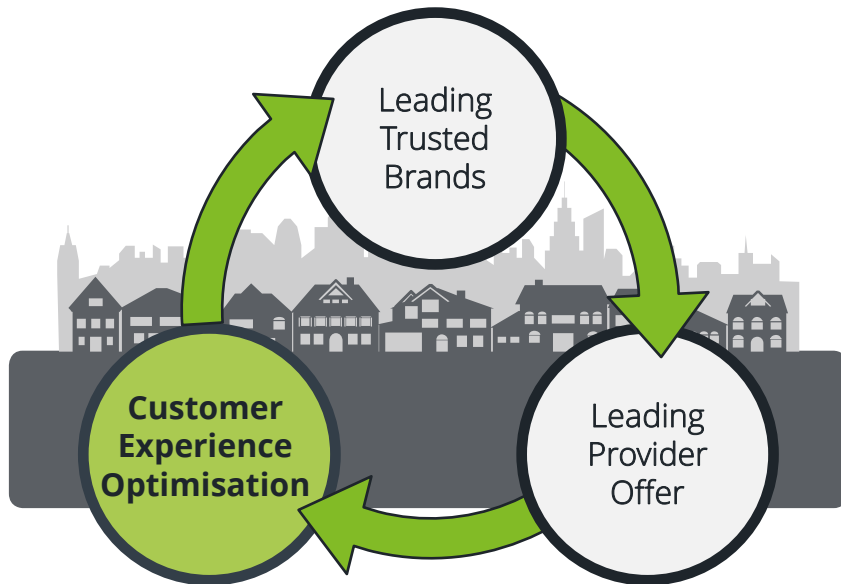 Leading
Trusted
Brands
Customer
Experience
Optimisation
Leading
Provider
Offer